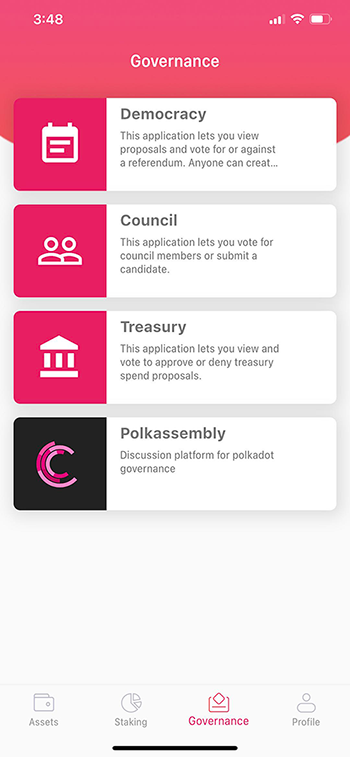 3:48
Governance
Democracy
This application lets you view
proposals and vote for or against
a referendum. Anyone can creat...
Council
This application lets you vote for
council members or submit a
candidate.
Treasury
This application lets you view and
vote to approve or deny treasury
spend proposals.
Polkassembly
Discussion platform for polkadot
governance
Assets
Staking
Governance
Profile